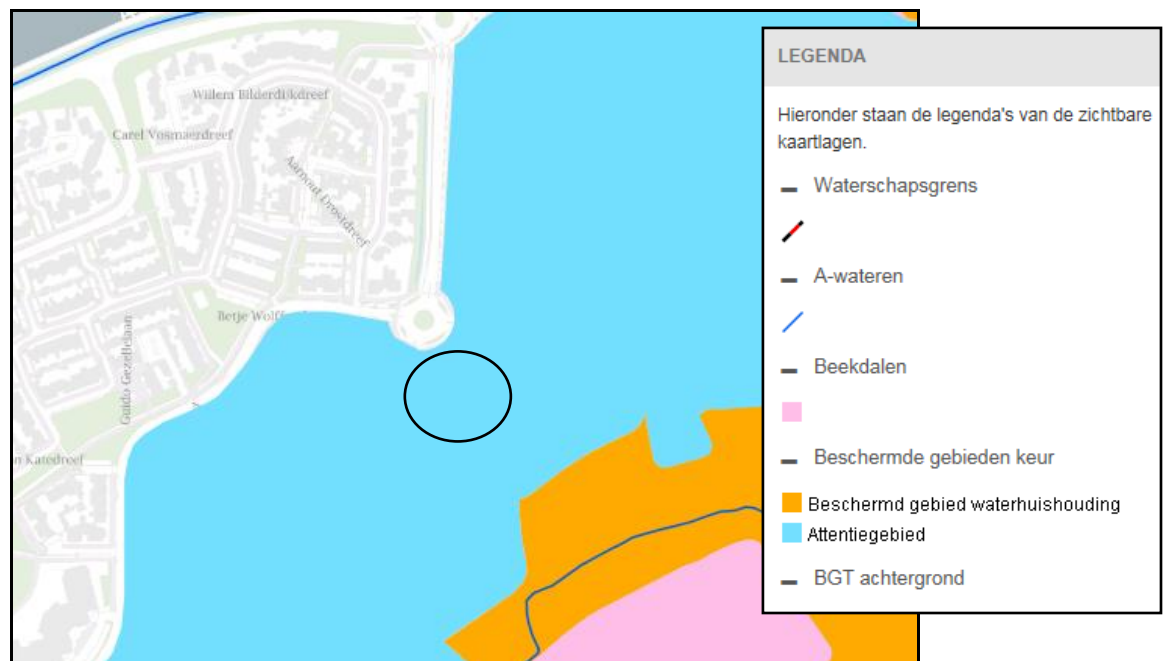 Willem Bilderdijkdreef
Carel Vosmaerdreef
Aarnout Drostdreef
Betje Wolff
Guido Gezellelaan
n Katedreef
LEGENDA
Hieronder staan de legenda's van de zichtbare
kaartlagen.
Waterschapsgrens
A-wateren
Beekdalen
Beschermde gebieden keur
Beschermd gebied waterhuishouding
Attentiegebied
BGT achtergrond